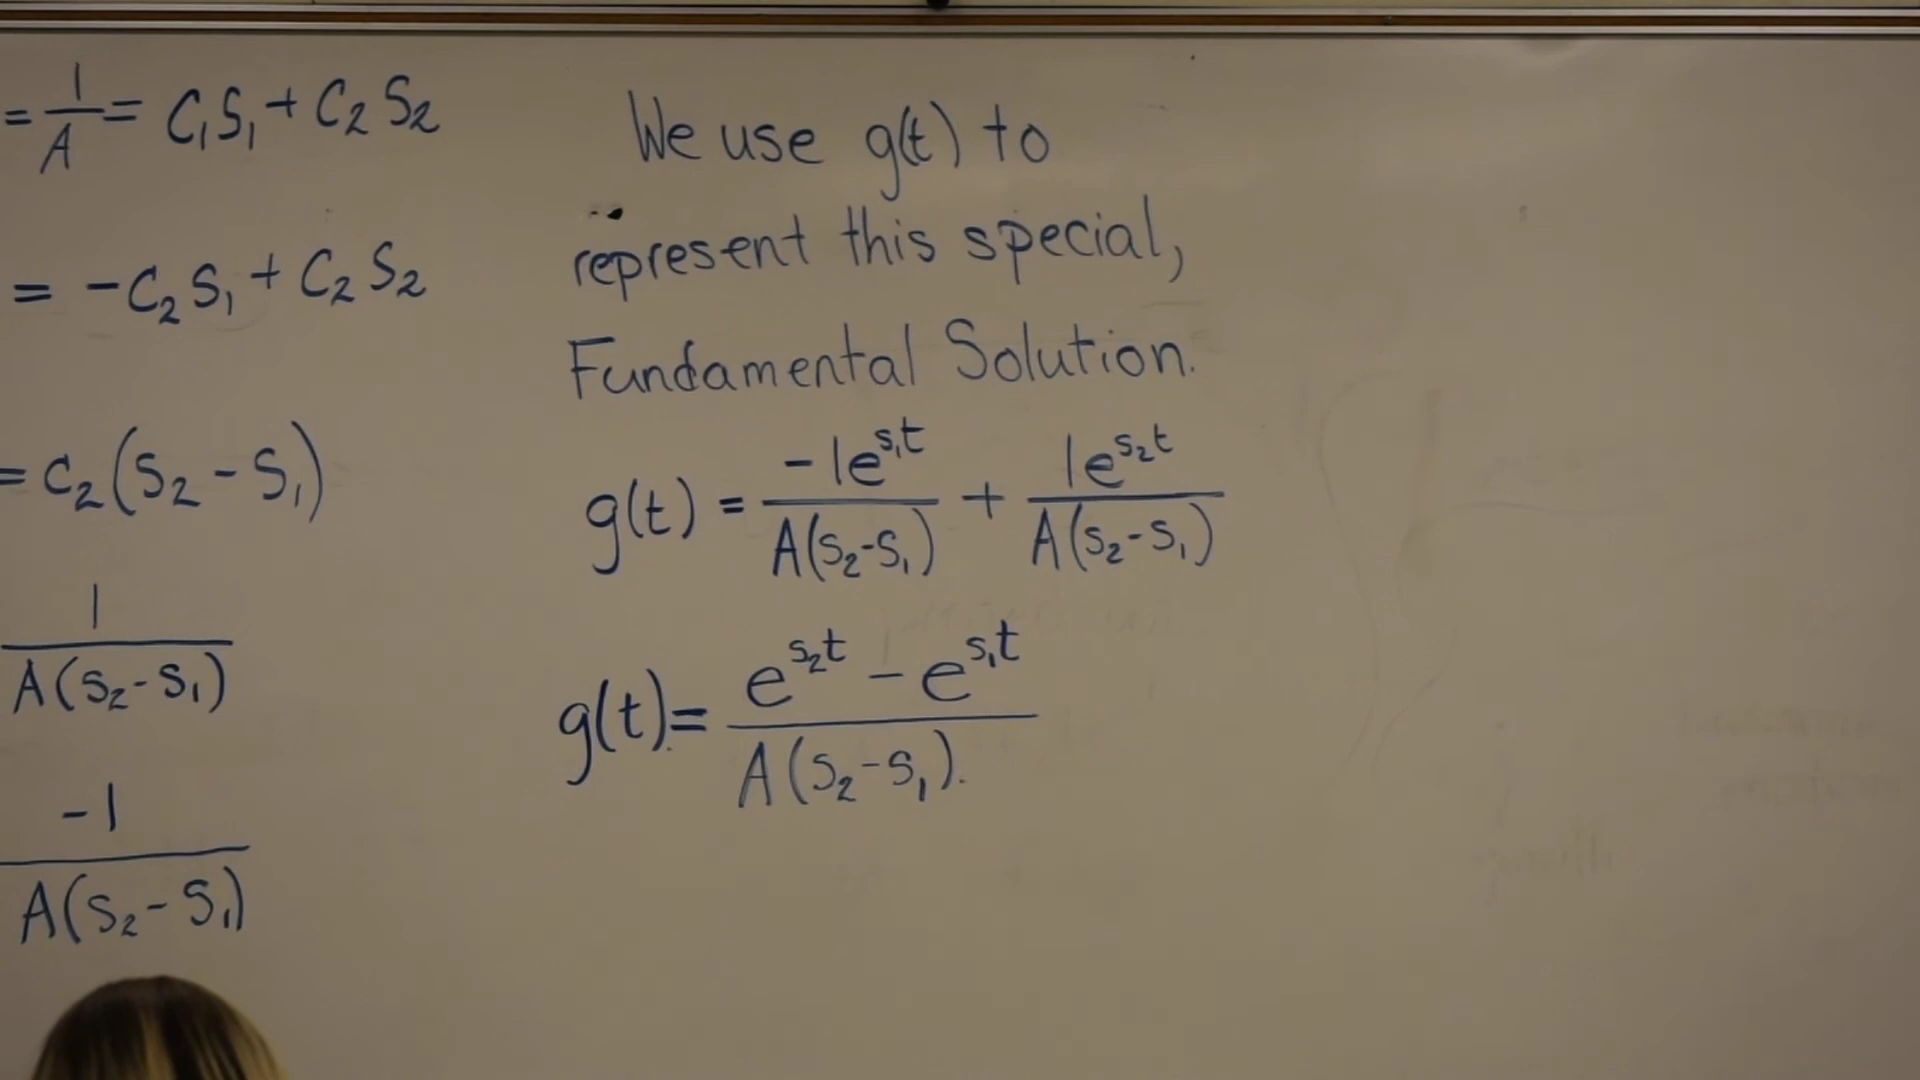 = 1/A = C₁S₁ + C₂S₂
= -C₂S₁ + C₂S₂
= C₂(S₂ - S₁)
1/A(S₂ - S₁)
-1/A(S₂ - S₁)
We use g(t) to
represent this special,
Fundamental Solution.
g(t) = -1e^{s₁t}/A(s₂-s₁) + 1e^{s₂t}/A(s₂-s₁)
g(t) = e^{s₂t} - e^{s₁t}/A(s₂-s₁).